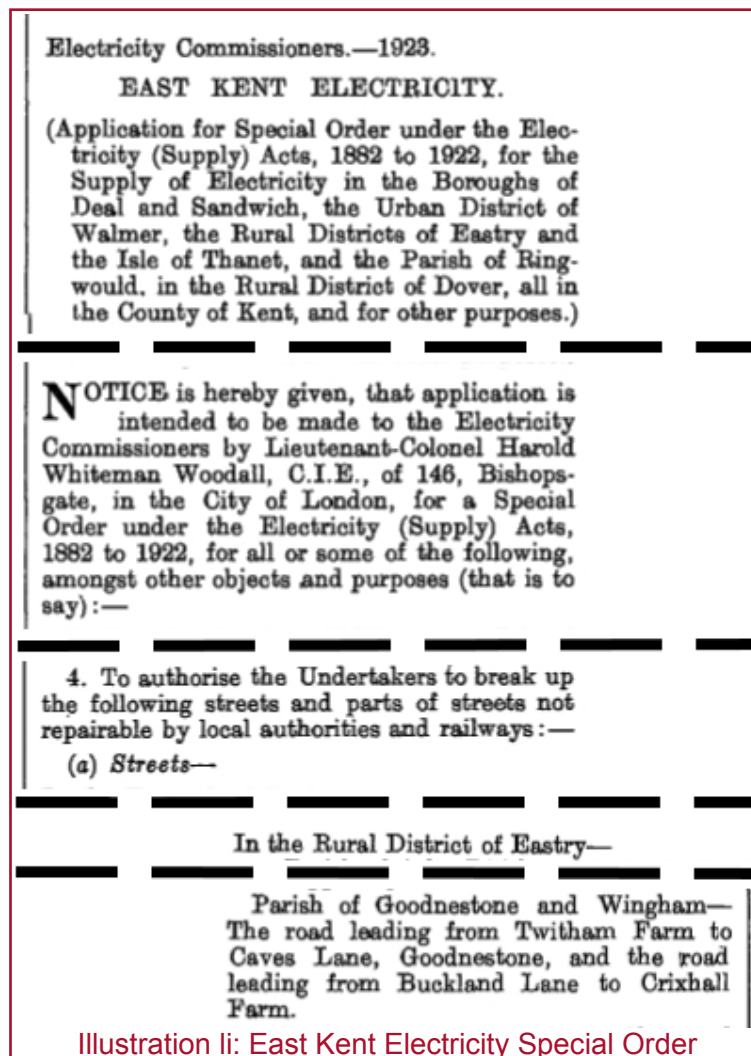 Electricity Commissioners.—1923.
EAST KENT ELECTRICITY.
(Application for Special Order under the Elec-
tricity (Supply) Acts, 1882 to 1922, for the
Supply of Electricity in the Boroughs of
Deal and Sandwich, the Urban District of
Walmer, the Rural Districts of Eastry and
the Isle of Thanet, and the Parish of Ring-
would, in the Rural District of Dover, all in
the County of Kent, and for other purposes.)
NOTICE is hereby given, that application is
intended to be made to the Electricity
Commissioners by Lieutenant-Colonel Harold
Whiteman Woodall, C.I.E., of 146, Bishops-
gate, in the City of London, for a Special
Order under the Electricity (Supply) Acts,
1882 to 1922, for all or some of the following,
amongst other objects and purposes (that is to
say):—
4. To authorise the Undertakers to break up
the following streets and parts of streets not
repairable by local authorities and railways:—
(a) Streets—
In the Rural District of Eastry—
Parish of Goodnestone and Wingham—
The road leading from Twitham Farm to
Caves Lane, Goodnestone, and the road
leading from Buckland Lane to Crixhall
Farm.
Illustration li: East Kent Electricity Special Order